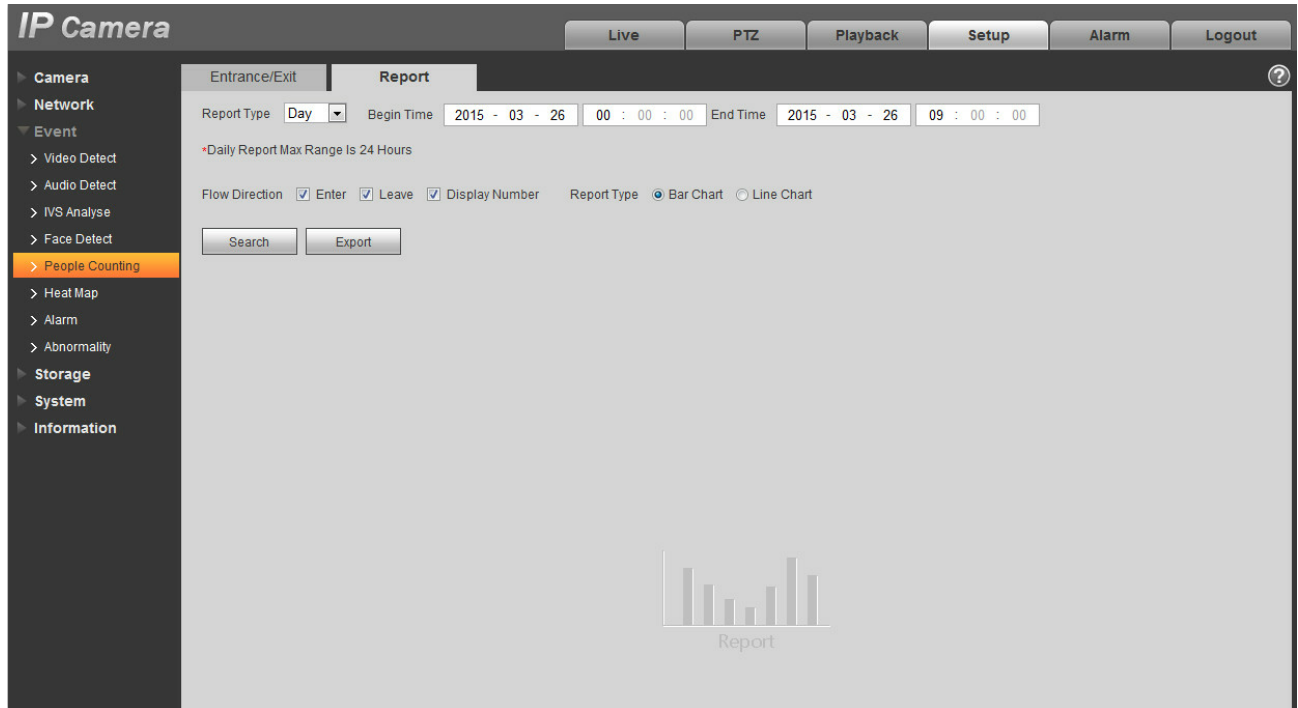 IP Camera
Live PTZ Playback Setup Alarm Logout
Camera
Network
Event
Video Detect
Audio Detect
IVS Analyse
Face Detect
People Counting
Heat Map
Alarm
Abnormality
Storage
System
Information
Entrance/Exit Report ?
Report Type Day Begin Time 2015 - 03 - 26 00 : 00 : 00 End Time 2015 - 03 - 26 09 : 00 : 00
*Daily Report Max Range Is 24 Hours
Flow Direction Enter Leave Display Number Report Type Bar Chart Line Chart
Search Export
Report